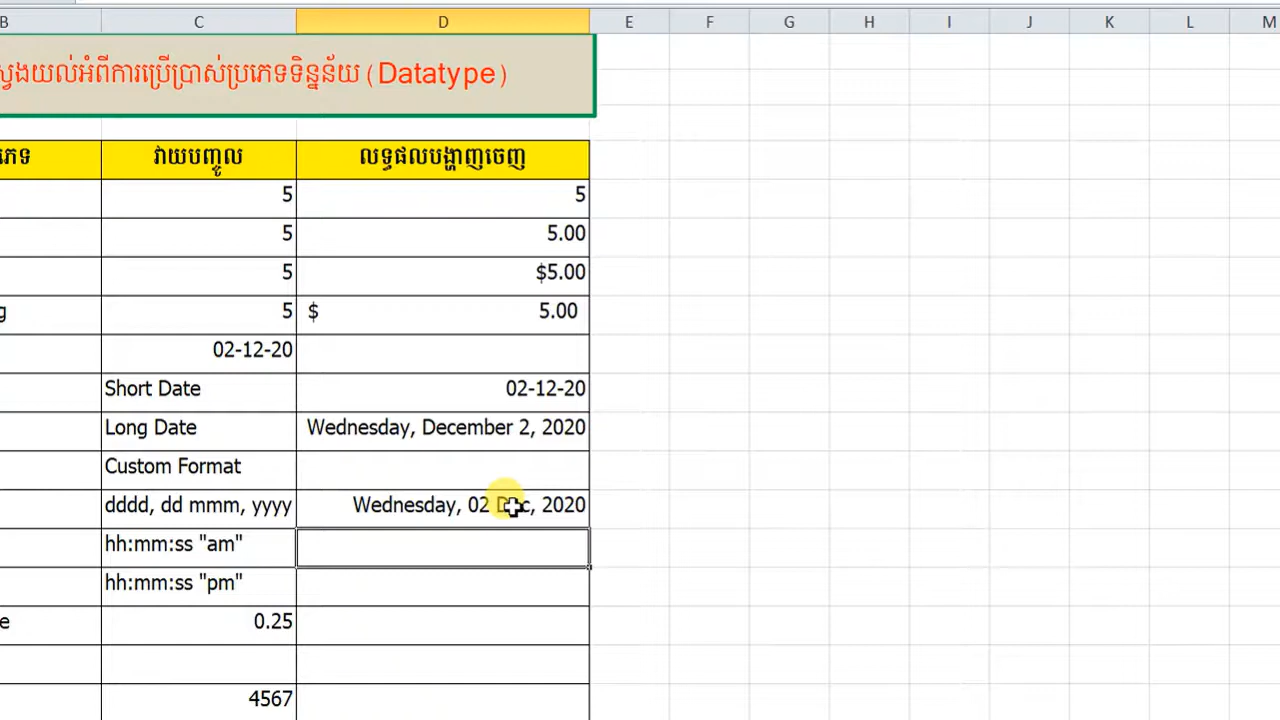 B C D E F G H I J K L M
ស្វែងយល់អំពីការប្រើប្រាស់ប្រភេទទិន្នន័យ (Datatype)
វាយបញ្ចូល លទ្ធផលបង្ហាញចេញ
5 5
5 5.00
5 $5.00
g 5 $ 5.00
02-12-20
Short Date 02-12-20
Long Date Wednesday, December 2, 2020
Custom Format
dddd, dd mmm, yyyy Wednesday, 02 Dec, 2020
hh:mm:ss "am"
hh:mm:ss "pm"
e 0.25
4567